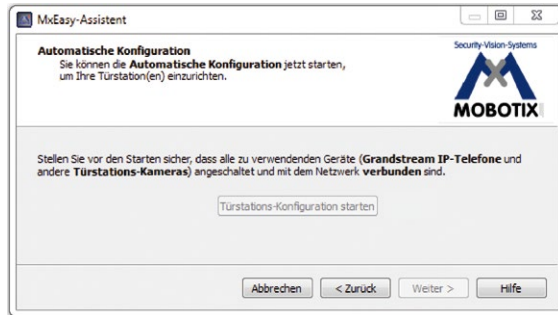 MxEasy-Assistent
Automatische Konfiguration
Sie können die Automatische Konfiguration jetzt starten,
um Ihre Türstation(en) einzurichten.
Security-Vision-Systems
MOBOTIX
Stellen Sie vor den Starten sicher, dass alle zu verwendenden Geräte (Grandstream IP-Telefone und
andere Türstations-Kameras) angeschaltet und mit dem Netzwerk verbunden sind.
Türstations-Konfiguration starten
Abbrechen
< Zurück
Weiter >
Hilfe